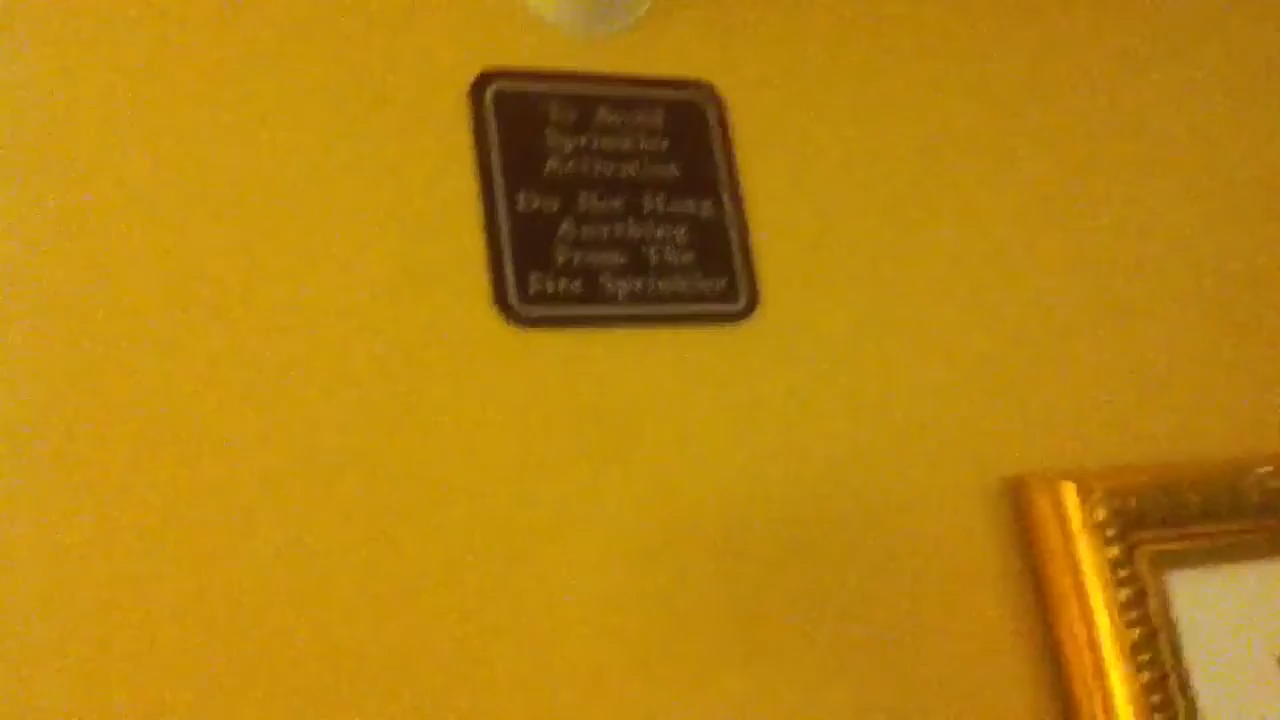 To Avoid
Sprinkler
Activation
Do Not Hang
Anything
From The
Fire Sprinkler